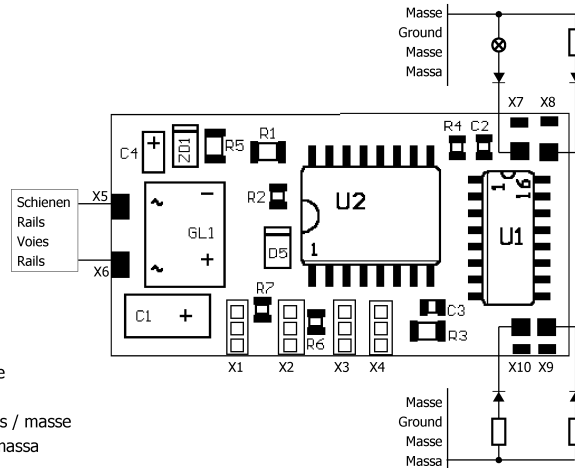 Masse
Ground
Masse
Massa
X7 X8
R4 C2
C4 + ZD1 R5 R1
X5
Schienen
Rails
Voies
Rails
X6
~ −
GL1
~ +
R2
D5
U2
1
1 16
U1
R7
C1 +
R6
C3
R3
X1 X2 X3 X4
X10 X9
e
s / masse
nassa
Masse
Ground
Masse
Massa